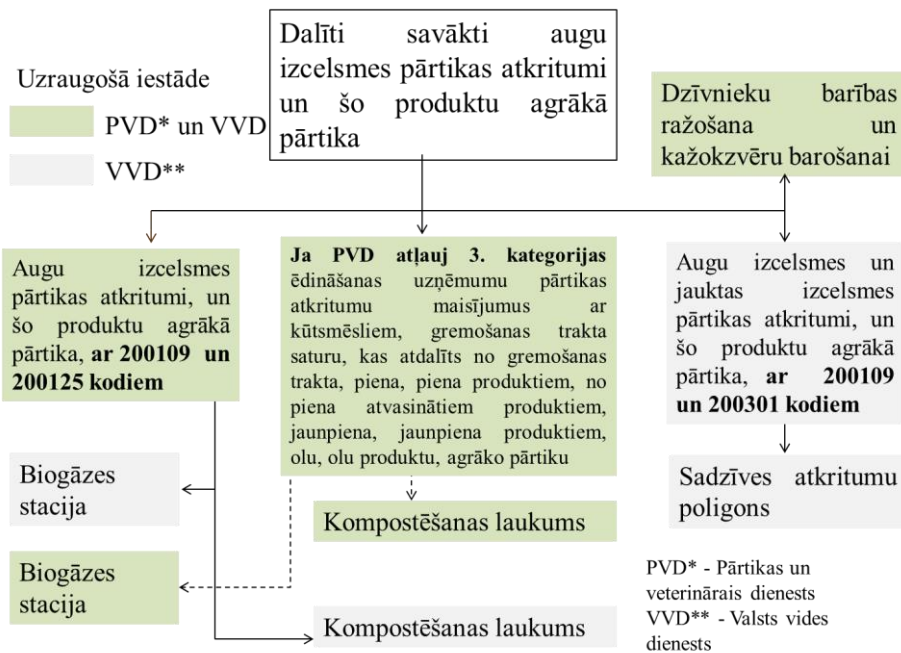 Dalīti savākti augu
izcelsmes pārtikas atkritumi
un šo produktu agrākā
pārtika
Uzraugošā iestāde
PVD* un VVD
VVD**
Dzīvnieku barības
ražošana un
kažokzvēru barošanai
Augu izcelsmes
pārtikas atkritumi, un
šo produktu agrākā
pārtika, ar 200109 un
200125 kodiem
Ja PVD atļauj 3. kategorijas
ēdināšanas uzņēmumu pārtikas
atkritumu maisījumus ar
kūtsmēsliem, gremošanas trakta
saturu, kas atdalīts no gremošanas
trakta, piena, piena produktiem, no
piena atvasinātiem produktiem,
jaunpiena, jaunpiena produktiem,
olu, olu produktu, agrāko pārtiku
Augu izcelsmes un
jauktas izcelsmes
pārtikas atkritumi, un
šo produktu agrākā
pārtika, ar 200109
un 200301 kodiem
Biogāzes
stacija
Kompostēšanas laukums
Sadzīves atkritumu
poligons
Biogāzes
stacija
Kompostēšanas laukums
PVD* - Pārtikas un
veterinārais dienests
VVD** - Valsts vides
dienests